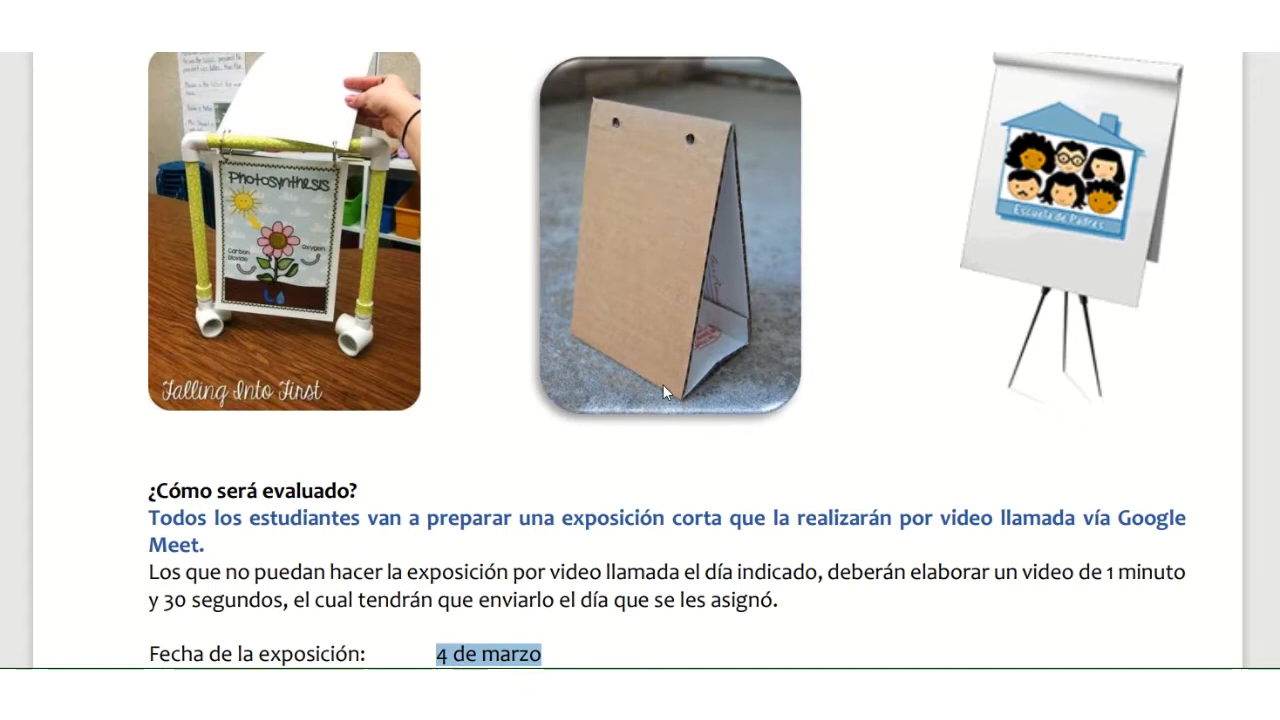 Photosynthesis
Carbon
Dioxide
Oxygen
Falling Into First
Escuela de Padres
¿Cómo será evaluado?
Todos los estudiantes van a preparar una exposición corta que la realizarán por video llamada vía Google
Meet.
Los que no puedan hacer la exposición por video llamada el día indicado, deberán elaborar un video de 1 minuto
y 30 segundos, el cual tendrán que enviarlo el día que se les asignó.
Fecha de la exposición: 4 de marzo